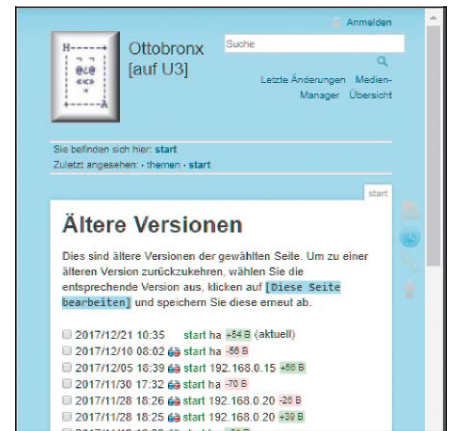 Anmelden
Ottobronx
[auf U3]
Suche
Letzte Änderungen Medien-
Manager Übersicht
Sie befinden sich hier: start
Zuletzt angesehen: • themen • start
start
Ältere Versionen
Dies sind ältere Versionen der gewählten Seite. Um zu einer
älteren Version zurückzukehren, wählen Sie die
entsprechende Version aus, klicken auf [Diese Seite
bearbeiten] und speichern Sie diese erneut ab.
2017/12/21 10:35 start ha +54 B (aktuell)
2017/12/10 08:02 start ha -56 B
2017/12/05 18:39 start 192.168.0.15 +56 B
2017/11/30 17:32 start ha -70 B
2017/11/28 18:26 start 192.168.0.20 -26 B
2017/11/28 18:25 start 192.168.0.20 +39 B